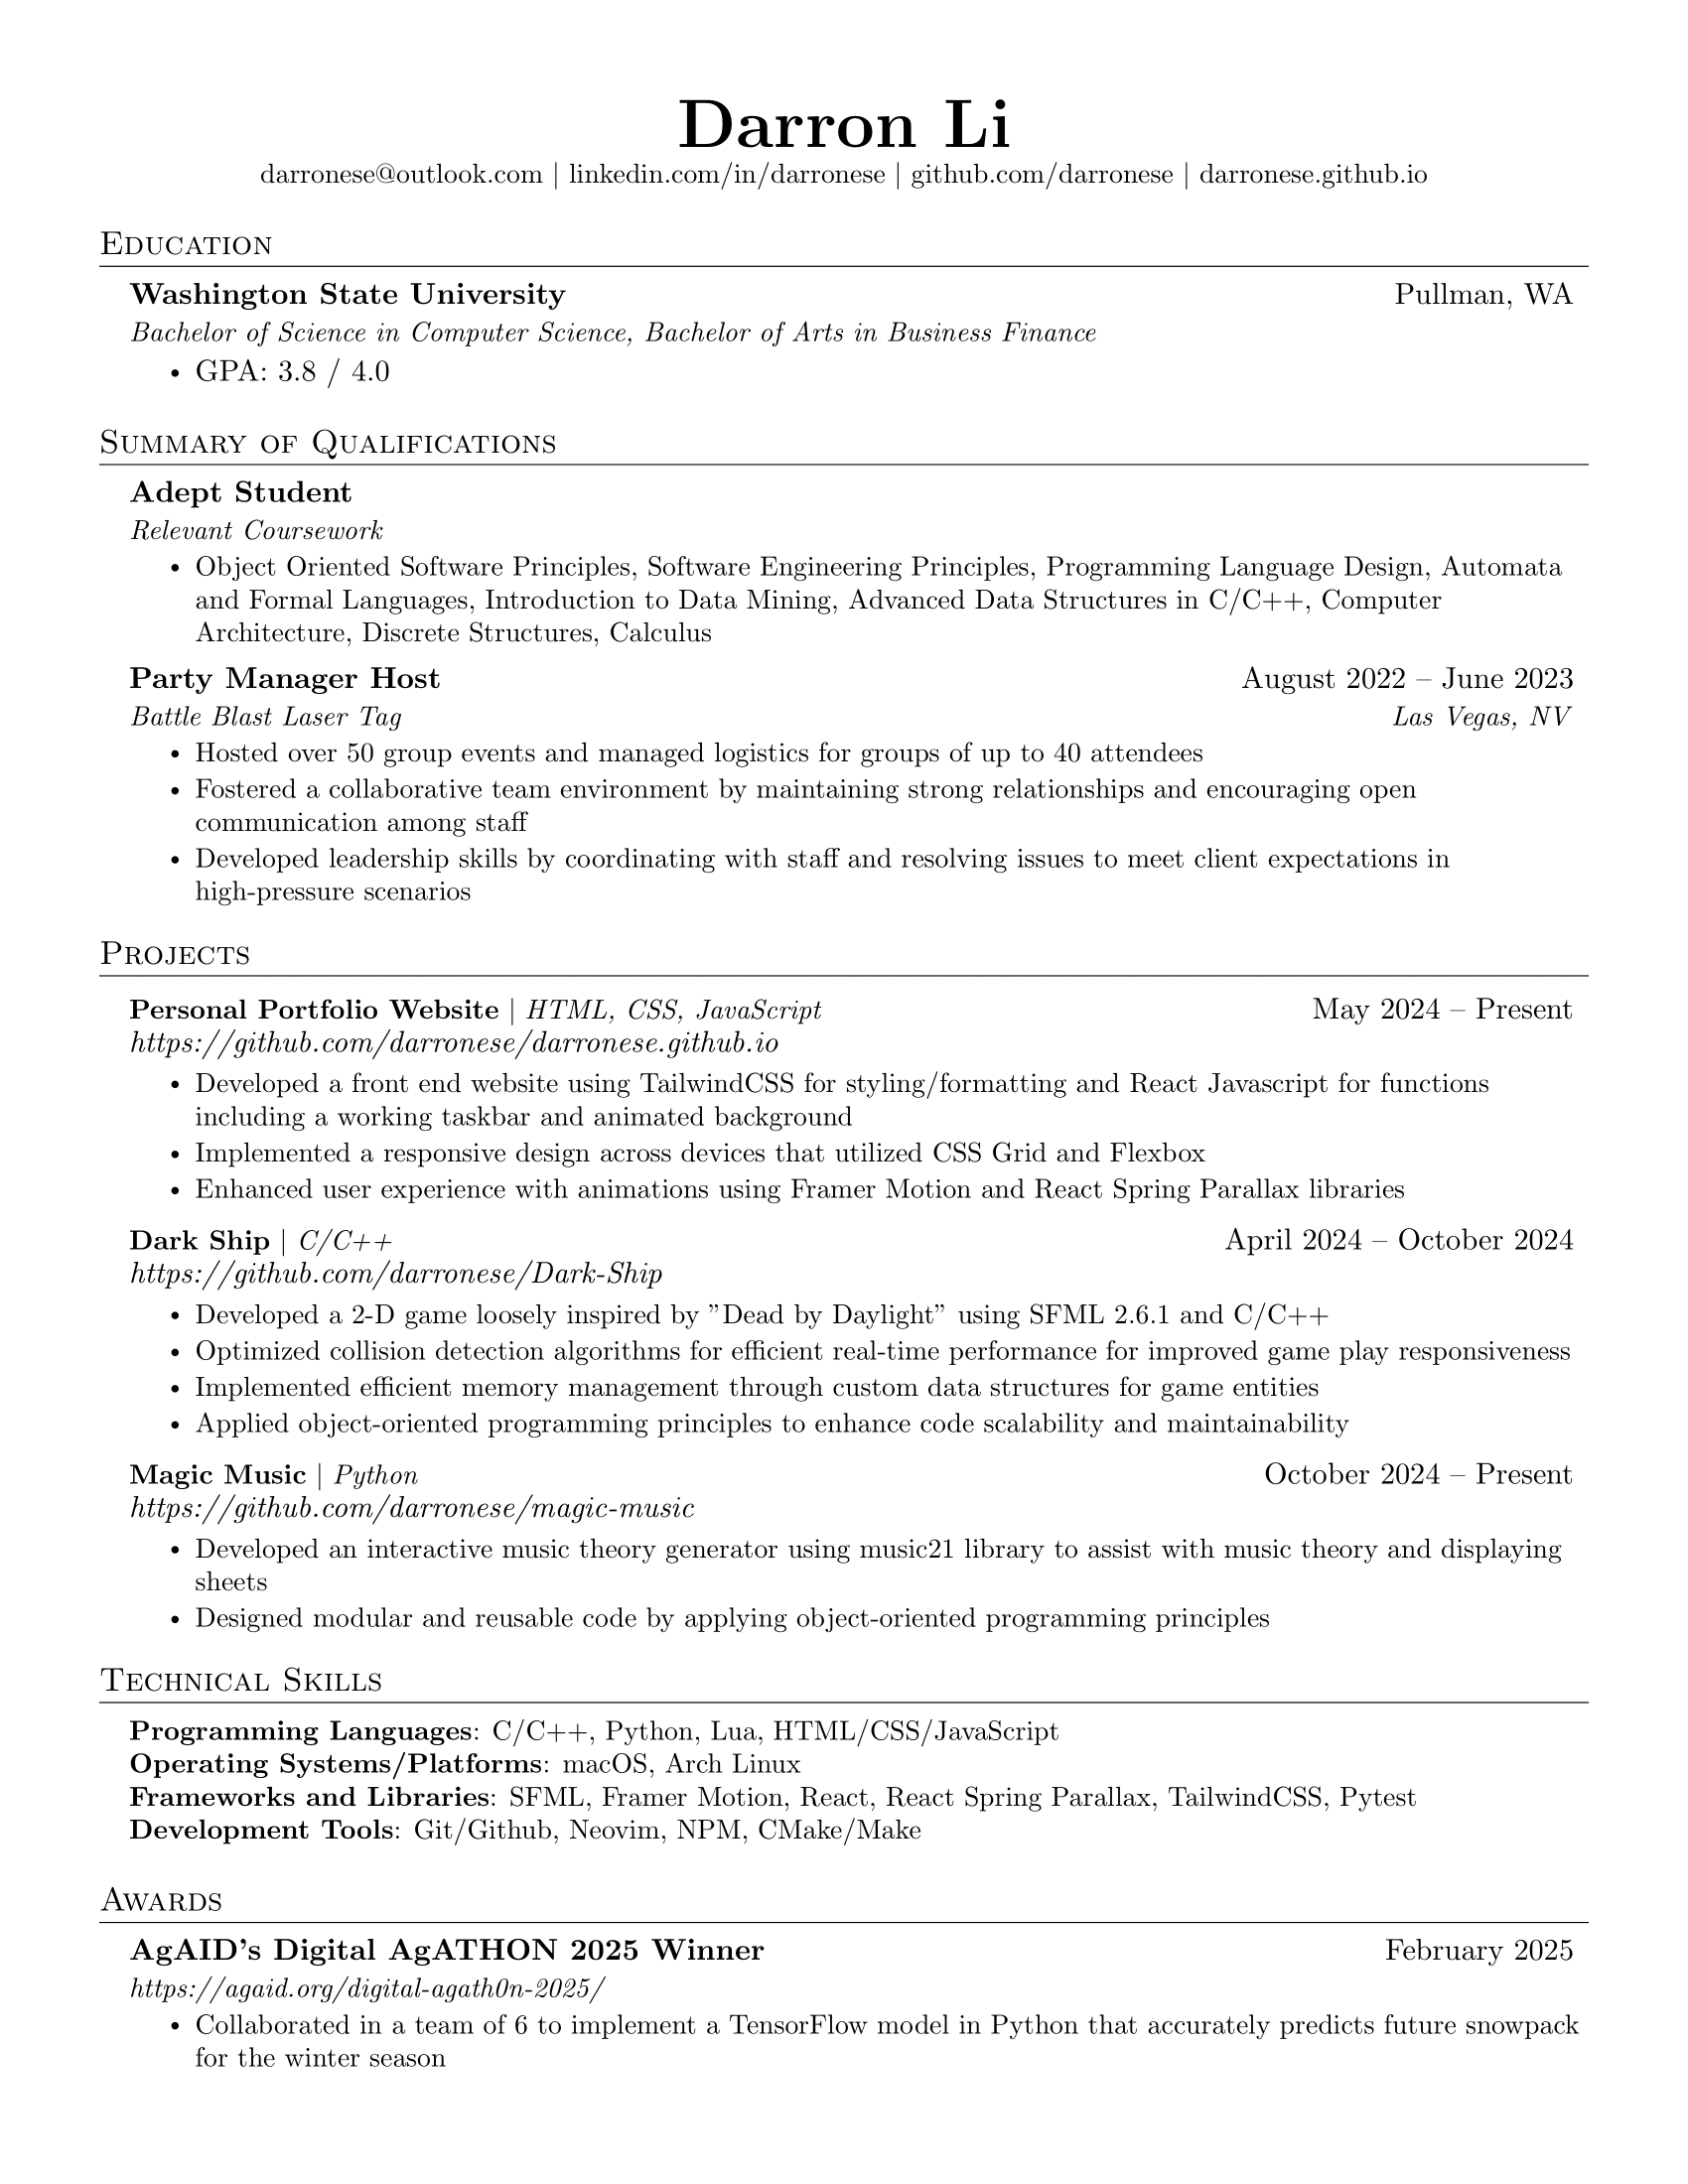 Darron Li
darronese@outlook.com | linkedin.com/in/darronese | github.com/darronese | darronese.github.io
Education
Washington State University Pullman, WA
Bachelor of Science in Computer Science, Bachelor of Arts in Business Finance
• GPA: 3.8 / 4.0
Summary of Qualifications
Adept Student
Relevant Coursework
• Object Oriented Software Principles, Software Engineering Principles, Programming Language Design, Automata
and Formal Languages, Introduction to Data Mining, Advanced Data Structures in C/C++, Computer
Architecture, Discrete Structures, Calculus
Party Manager Host August 2022 – June 2023
Battle Blast Laser Tag Las Vegas, NV
• Hosted over 50 group events and managed logistics for groups of up to 40 attendees
• Fostered a collaborative team environment by maintaining strong relationships and encouraging open
communication among staff
• Developed leadership skills by coordinating with staff and resolving issues to meet client expectations in
high-pressure scenarios
Projects
Personal Portfolio Website | HTML, CSS, JavaScript May 2024 – Present
https://github.com/darronese/darronese.github.io
• Developed a front end website using TailwindCSS for styling/formatting and React Javascript for functions
including a working taskbar and animated background
• Implemented a responsive design across devices that utilized CSS Grid and Flexbox
• Enhanced user experience with animations using Framer Motion and React Spring Parallax libraries
Dark Ship | C/C++ April 2024 – October 2024
https://github.com/darronese/Dark-Ship
• Developed a 2-D game loosely inspired by ”Dead by Daylight” using SFML 2.6.1 and C/C++
• Optimized collision detection algorithms for efficient real-time performance for improved game play responsiveness
• Implemented efficient memory management through custom data structures for game entities
• Applied object-oriented programming principles to enhance code scalability and maintainability
Magic Music | Python October 2024 – Present
https://github.com/darronese/magic-music
• Developed an interactive music theory generator using music21 library to assist with music theory and displaying
sheets
• Designed modular and reusable code by applying object-oriented programming principles
Technical Skills
Programming Languages: C/C++, Python, Lua, HTML/CSS/JavaScript
Operating Systems/Platforms: macOS, Arch Linux
Frameworks and Libraries: SFML, Framer Motion, React, React Spring Parallax, TailwindCSS, Pytest
Development Tools: Git/Github, Neovim, NPM, CMake/Make
Awards
AgAID’s Digital AgATHON 2025 Winner February 2025
https://agaid.org/digital-agath0n-2025/
• Collaborated in a team of 6 to implement a TensorFlow model in Python that accurately predicts future snowpack
for the winter season